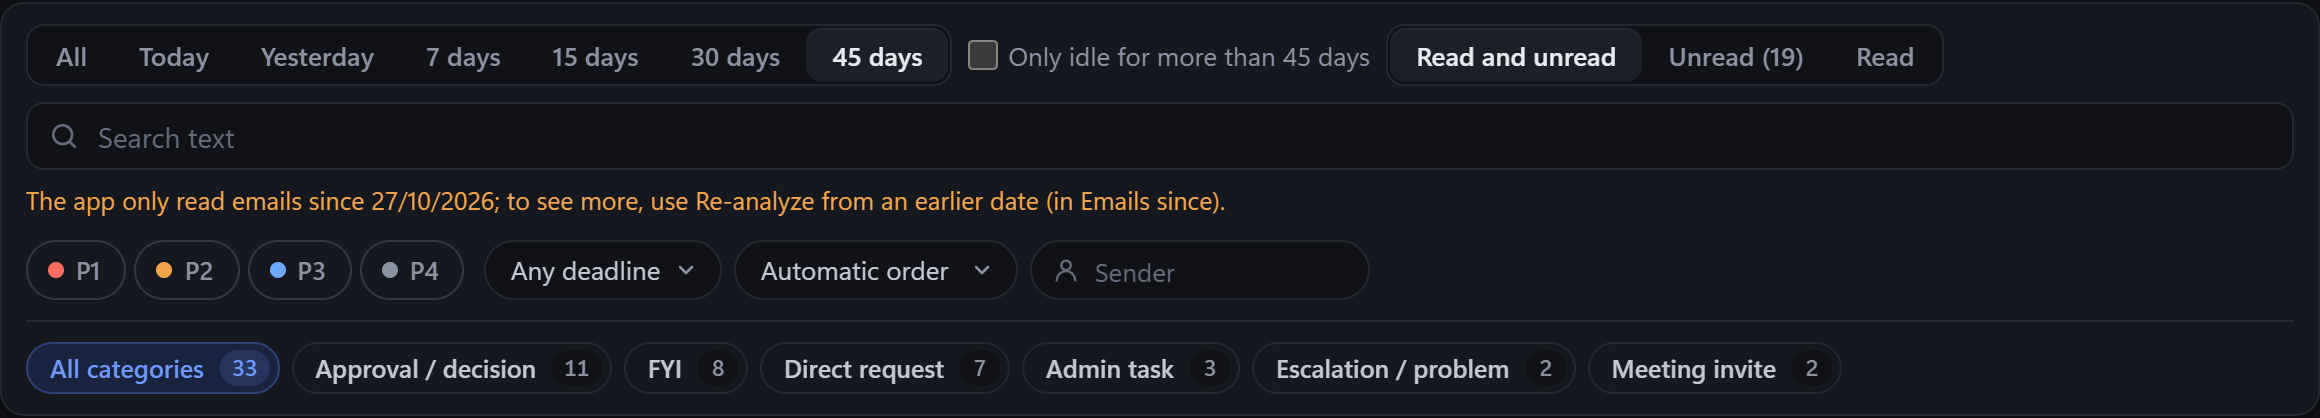 All Today Yesterday 7 days 15 days 30 days 45 days Only idle for more than 45 days Read and unread Unread (19) Read
Search text
The app only read emails since 27/10/2026; to see more, use Re-analyze from an earlier date (in Emails since).
P1 P2 P3 P4 Any deadline Automatic order Sender
All categories 33 Approval / decision 11 FYI 8 Direct request 7 Admin task 3 Escalation / problem 2 Meeting invite 2